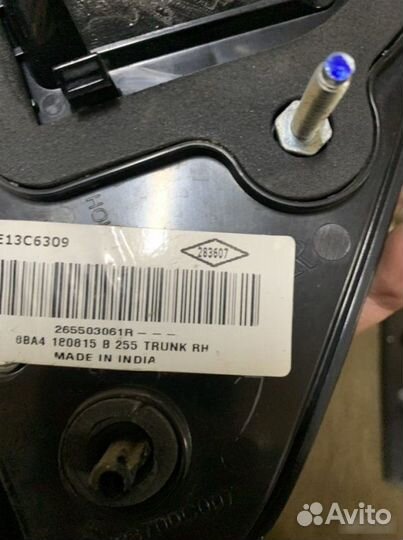 E13C6309
283607
265503061R - - -
6BA4 180815 B 255 TRUNK RH
MADE IN INDIA
Avito